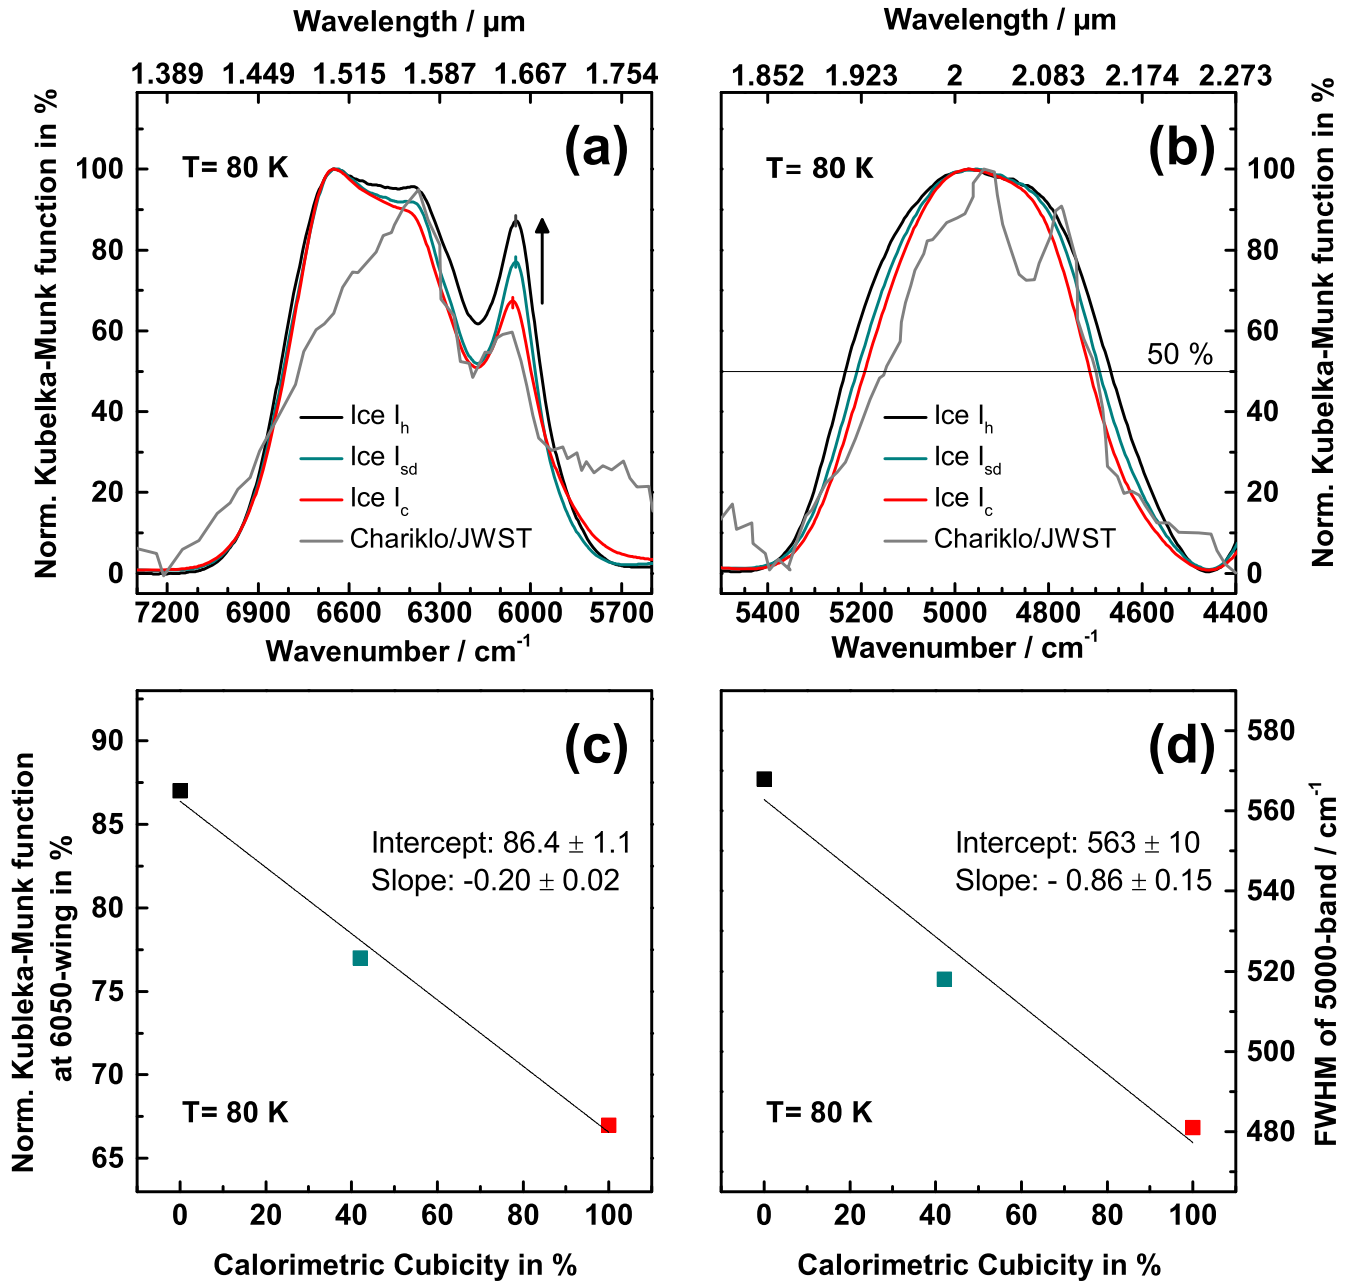 Wavelength / µm
1.389 1.449 1.515 1.587 1.667 1.754
Norm. Kubelka-Munk function in %
100
80
60
40
20
0
T= 80 K
(a)
Ice Ih
Ice Isd
Ice Ic
Chariklo/JWST
7200 6900 6600 6300 6000 5700
Wavenumber / cm-1
Wavelength / µm
1.852 1.923 2 2.083 2.174 2.273
T= 80 K
(b)
50 %
Ice Ih
Ice Isd
Ice Ic
Chariklo/JWST
100
80
60
40
20
0
Norm. Kubelka-Munk function in %
5400 5200 5000 4800 4600 4400
Wavenumber / cm-1
Norm. Kubleka-Munk function
at 6050-wing in %
90
85
80
75
70
65
(c)
Intercept: 86.4 ± 1.1
Slope: -0.20 ± 0.02
T= 80 K
0 20 40 60 80 100
Calorimetric Cubicity in %
(d)
Intercept: 563 ± 10
Slope: - 0.86 ± 0.15
T= 80 K
580
560
540
520
500
480
FWHM of 5000-band / cm-1
0 20 40 60 80 100
Calorimetric Cubicity in %